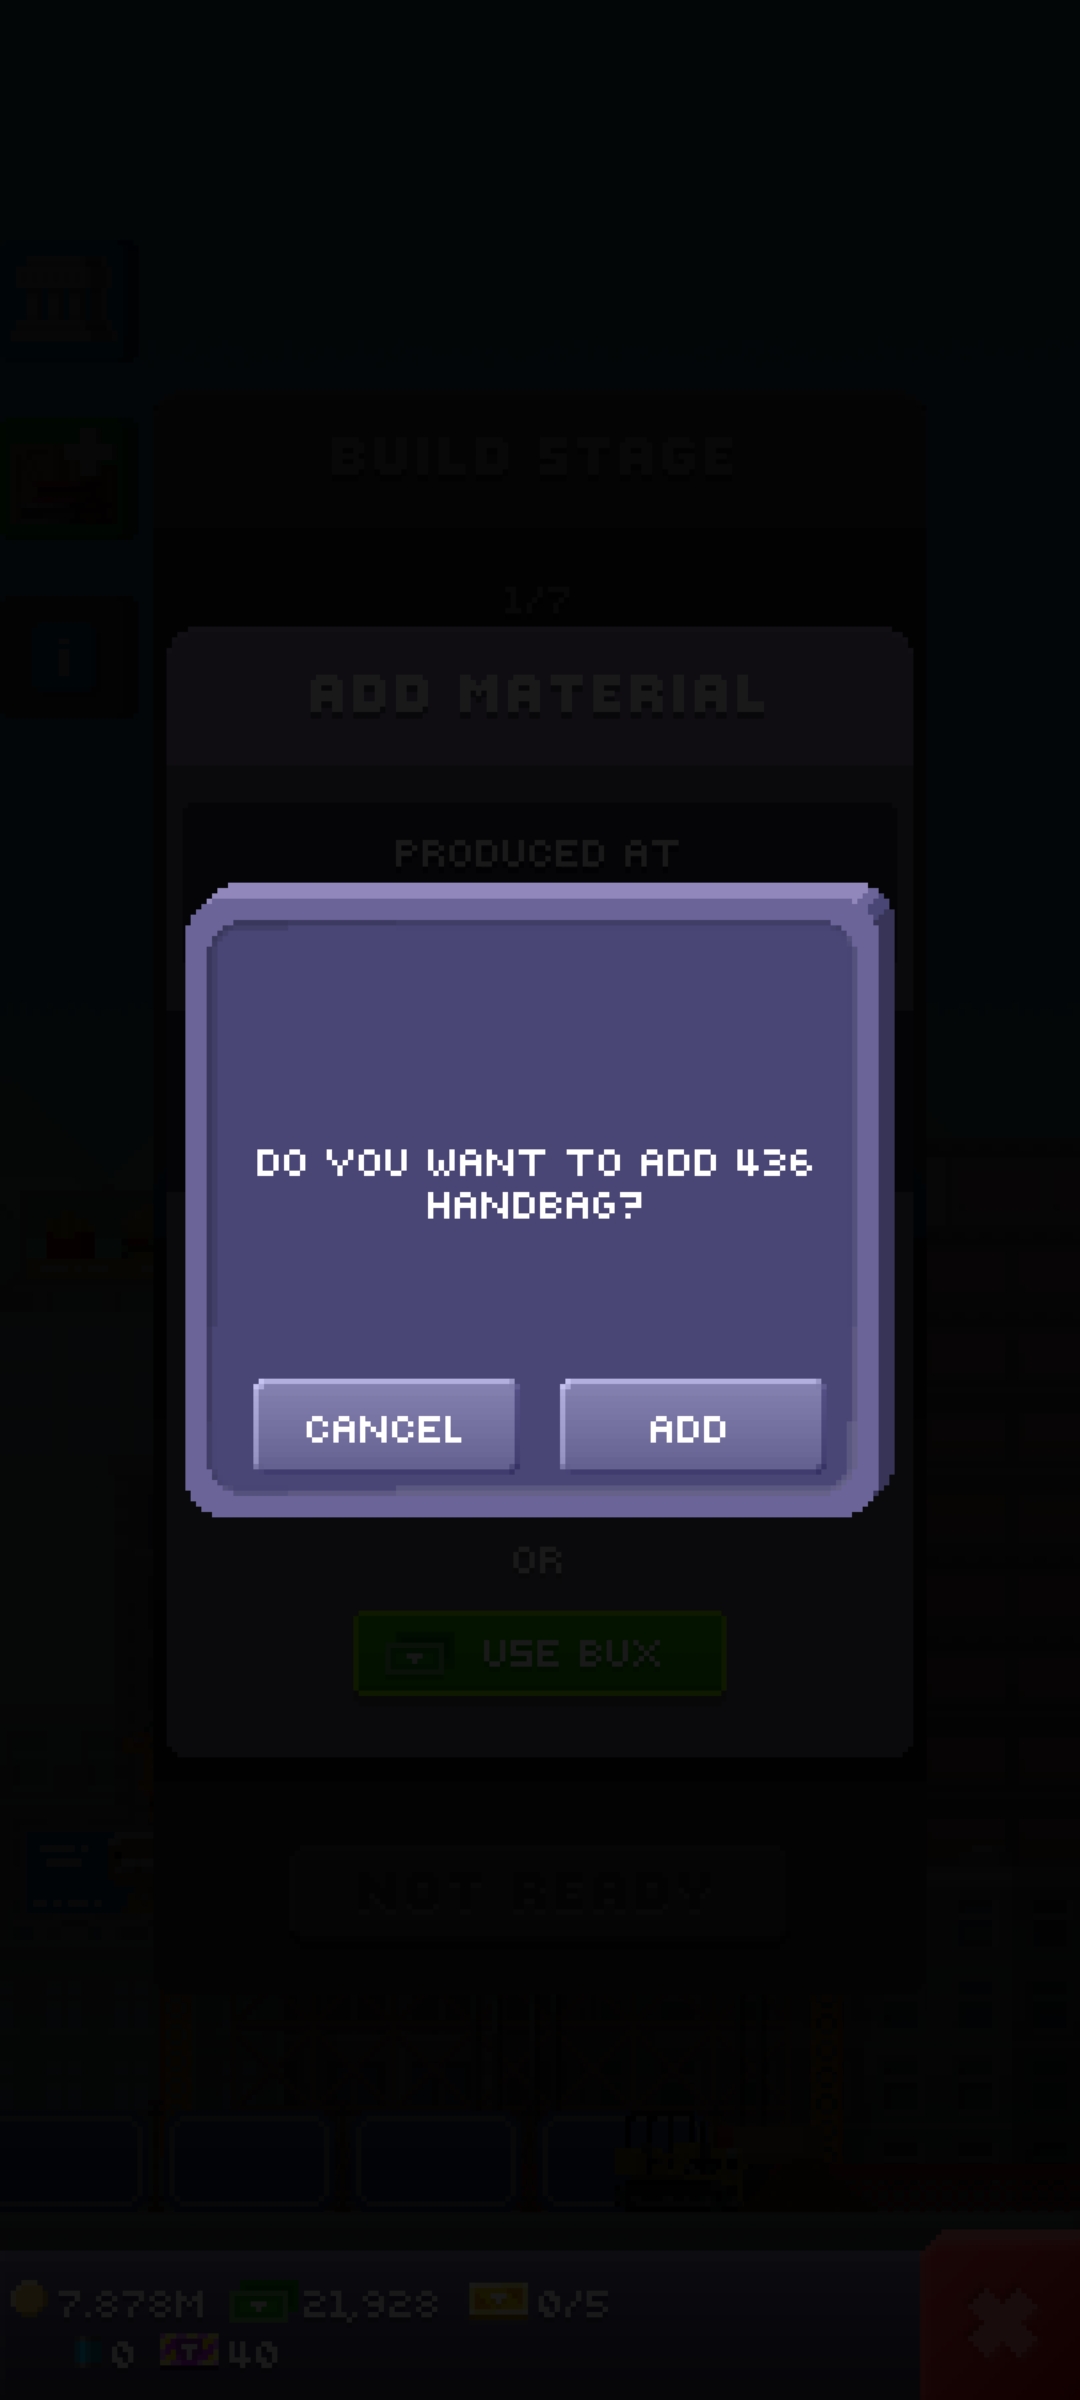 BUILD STAGE
1/7
i
ADD MATERIAL
PRODUCED AT
DO YOU WANT TO ADD 436
HANDBAG?
CANCEL
ADD
OR
USE BUX
NOT READY
7.878M
21,928
0/5
0
40